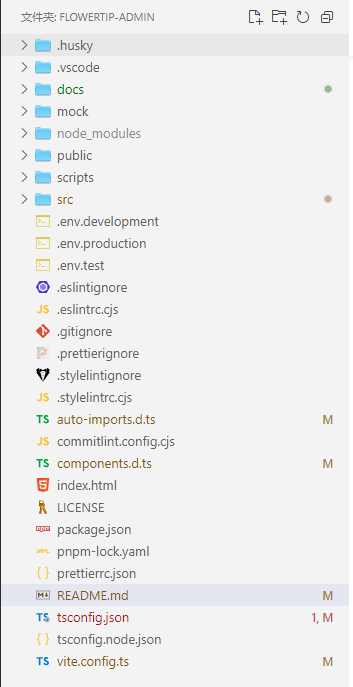 文件夹: FLOWERTIP-ADMIN
.husky
.vscode
docs
mock
node_modules
public
scripts
src
.env.development
.env.production
.env.test
.eslintignore
JS .eslintrc.cjs
.gitignore
.prettierignore
.stylelintignore
JS .stylelintrc.cjs
TS auto-imports.d.ts M
JS commitlint.config.cjs
TS components.d.ts M
index.html
LICENSE
package.json
pnpm-lock.yaml
{ } prettierrc.json
README.md M
TS tsconfig.json 1, M
{ } tsconfig.node.json
TS vite.config.ts M